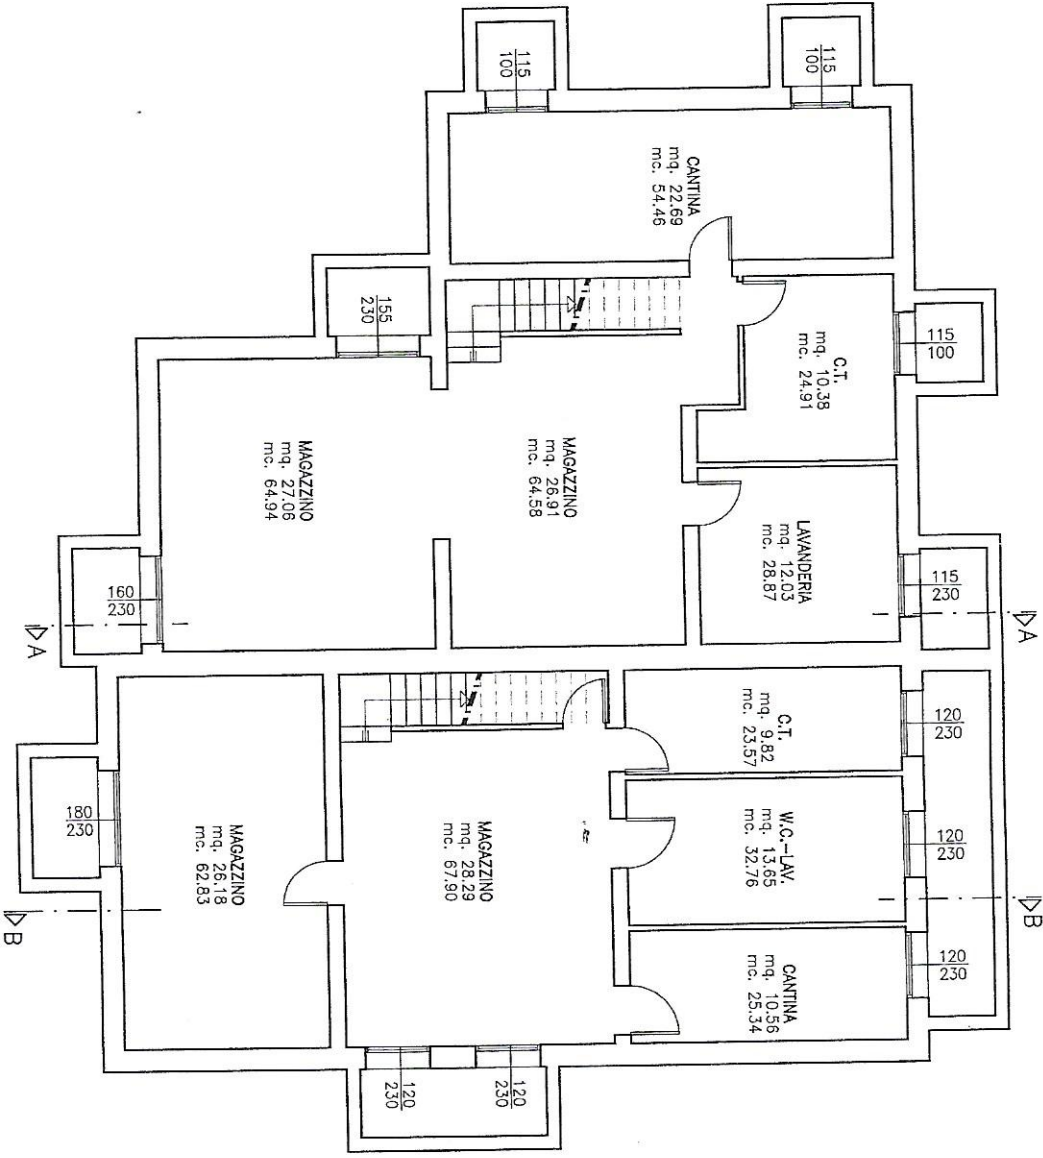 115
100
115
100
CANTINA
mq. 22.69
mc. 54.46
155
230
C.T.
mq. 10.38
mc. 24.91
115
100
MAGAZZINO
mq. 27.06
mc. 64.94
MAGAZZINO
mq. 26.91
mc. 64.58
LAVANDERIA
mq. 12.03
mc. 28.87
115
230
160
230
A
A
C.T.
mq. 9.82
mc. 23.57
120
230
180
230
MAGAZZINO
mq. 26.18
mc. 62.83
MAGAZZINO
mq. 28.29
mc. 67.90
W.C.-LAV.
mq. 13.65
mc. 32.76
120
230
B
B
CANTINA
mq. 10.56
mc. 25.34
120
230
120
230
120
230